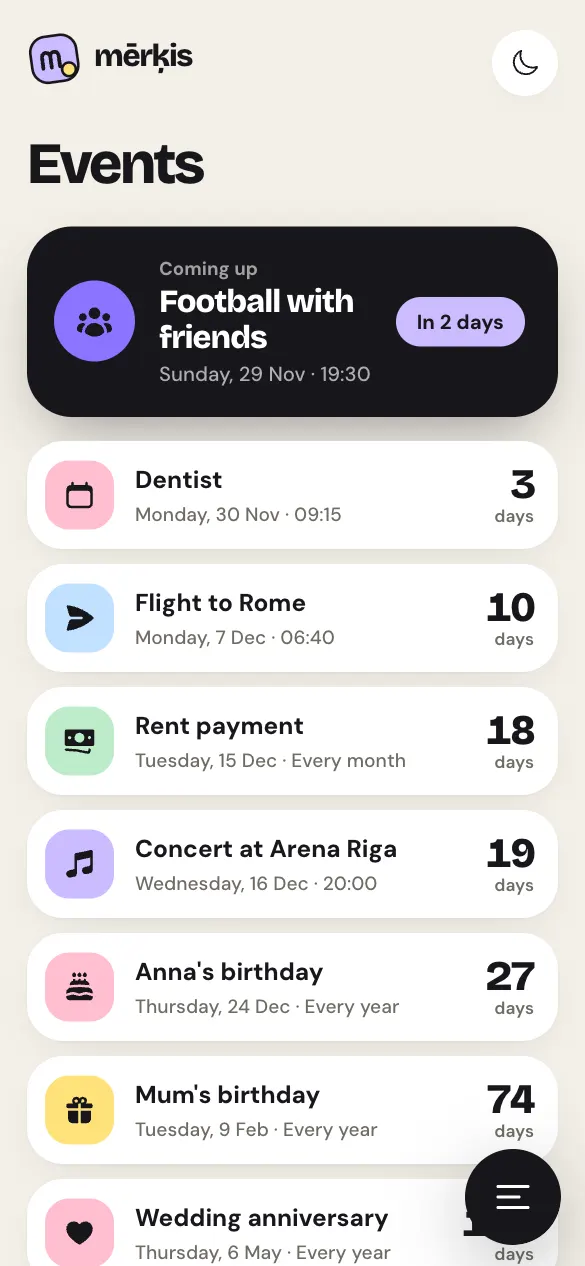 mērķis
Events
Coming up
Football with
friends
Sunday, 29 Nov · 19:30
In 2 days
Dentist
Monday, 30 Nov · 09:15
3
days
Flight to Rome
Monday, 7 Dec · 06:40
10
days
Rent payment
Tuesday, 15 Dec · Every month
18
days
Concert at Arena Riga
Wednesday, 16 Dec · 20:00
19
days
Anna's birthday
Thursday, 24 Dec · Every year
27
days
Mum's birthday
Tuesday, 9 Feb · Every year
74
days
Wedding anniversary
Thursday, 6 May · Every year
days